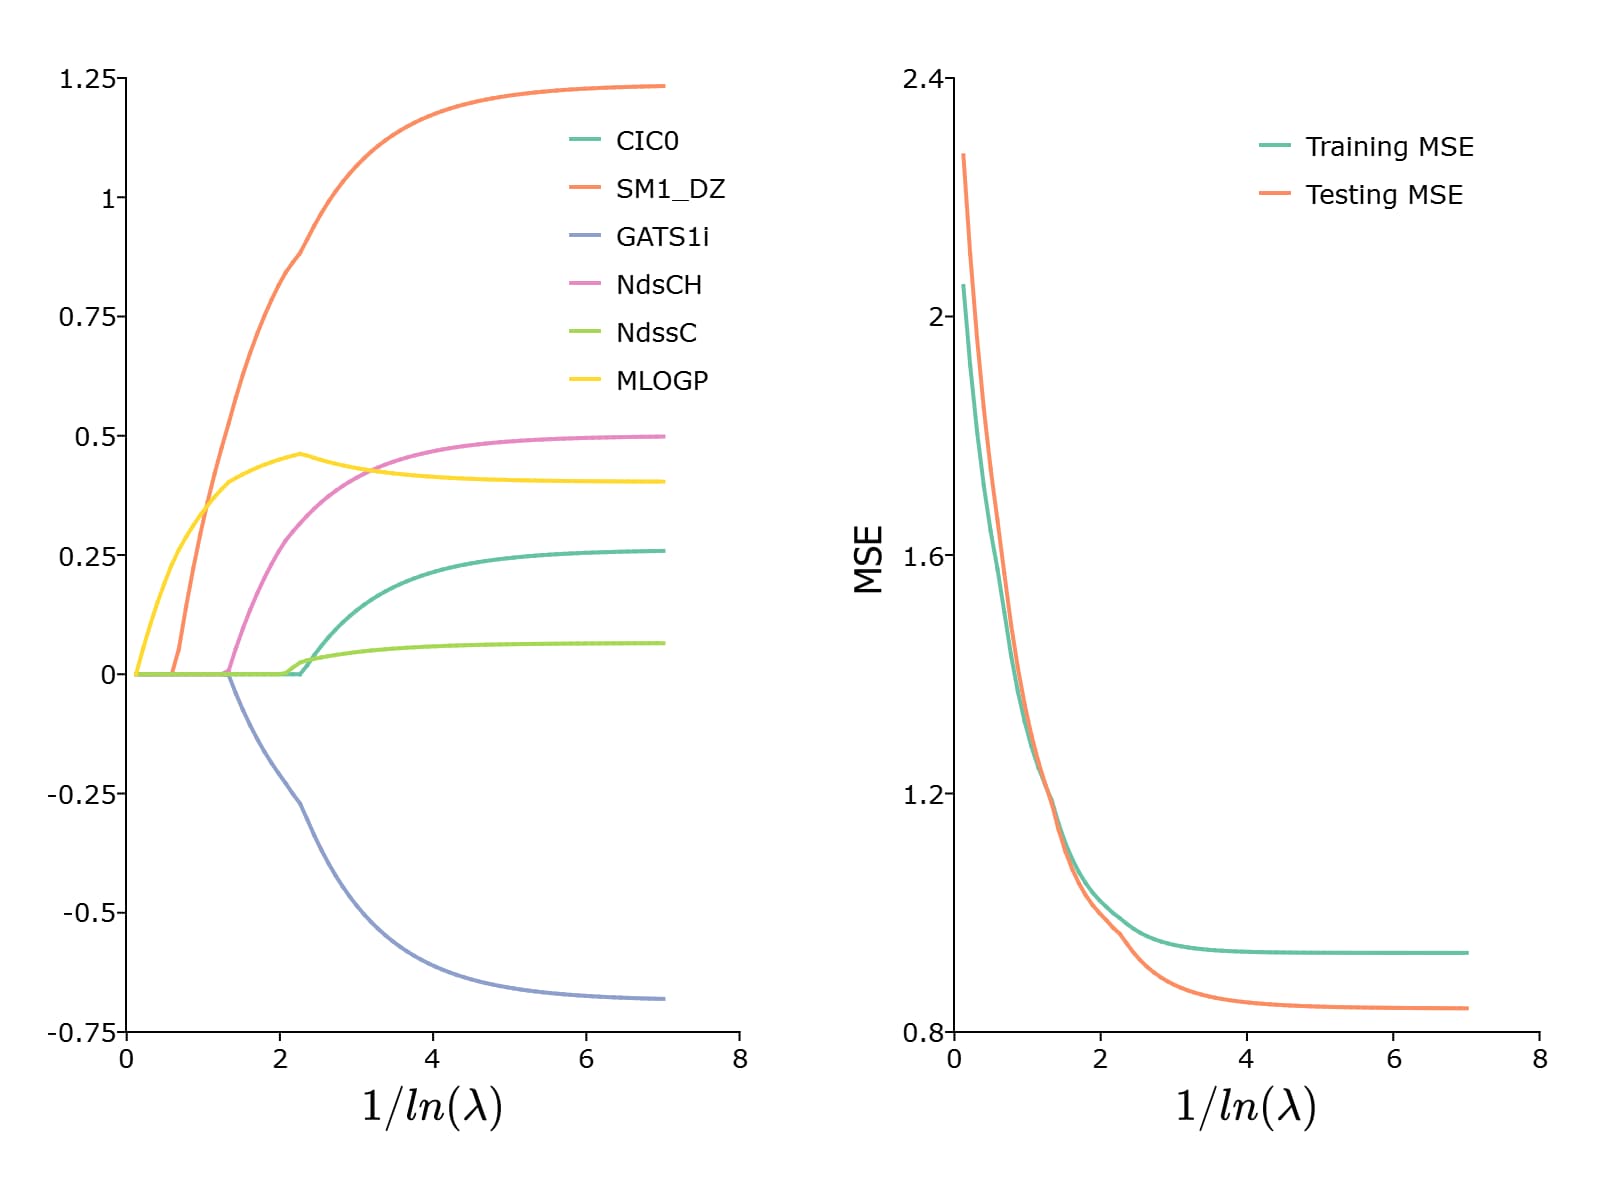 1.25
1
0.75
0.5
0.25
0
-0.25
-0.5
-0.75
0 2 4 6 8
1/ln(λ)
CIC0
SM1_DZ
GATS1i
NdsCH
NdssC
MLOGP
2.4
2
1.6
1.2
0.8
MSE
0 2 4 6 8
1/ln(λ)
Training MSE
Testing MSE